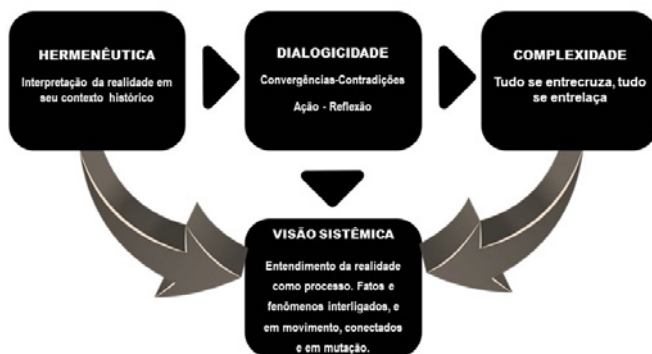 HERMENÊUTICA
Interpretação da realidade em
seu contexto histórico
DIALOGICIDADE
Convergências-Contradições
Ação - Reflexão
COMPLEXIDADE
Tudo se entrecruza, tudo
se entrelaça
VISÃO SISTÊMICA
Entendimento da realidade
como processo. Fatos e
fenômenos interligados, e
em movimento, conectados
e em mutação.